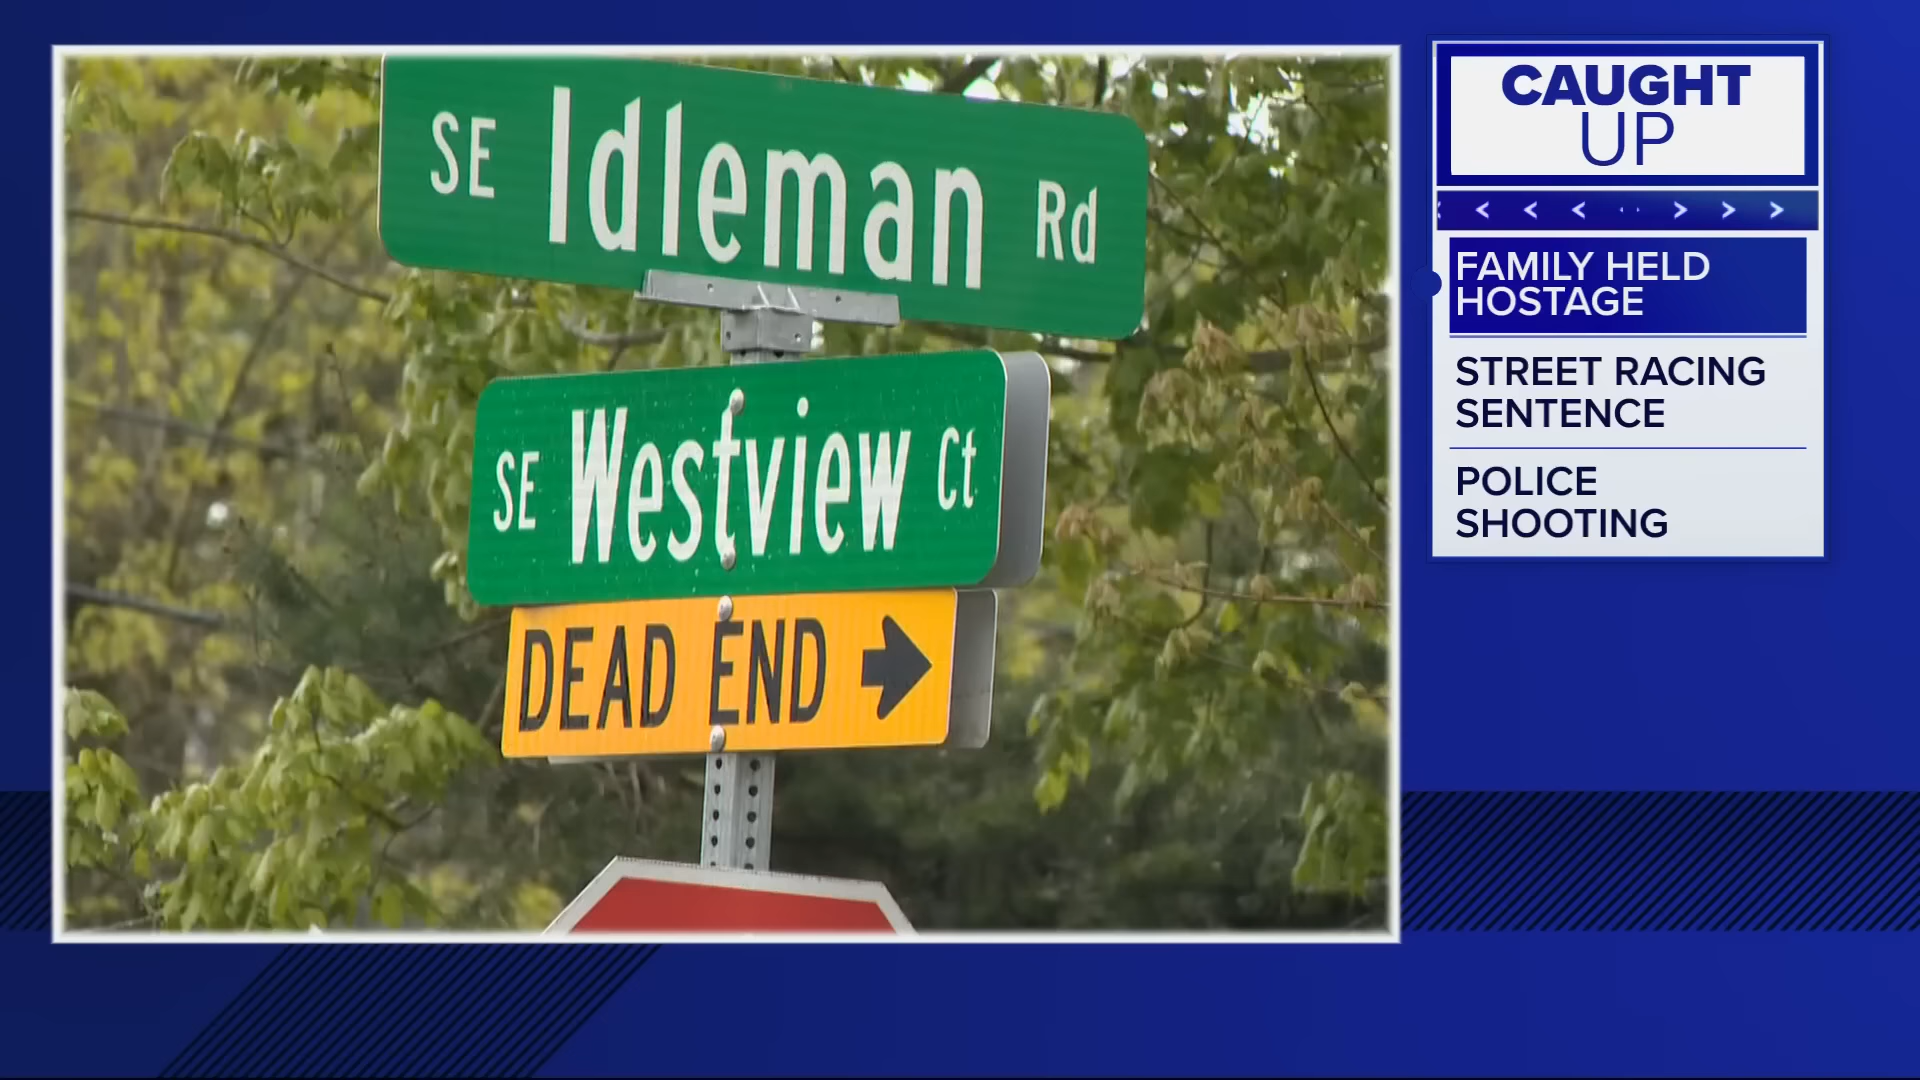 SE Idleman Rd
SE Westview Ct
DEAD END
CAUGHT
UP
FAMILY HELD
HOSTAGE
STREET RACING
SENTENCE
POLICE
SHOOTING